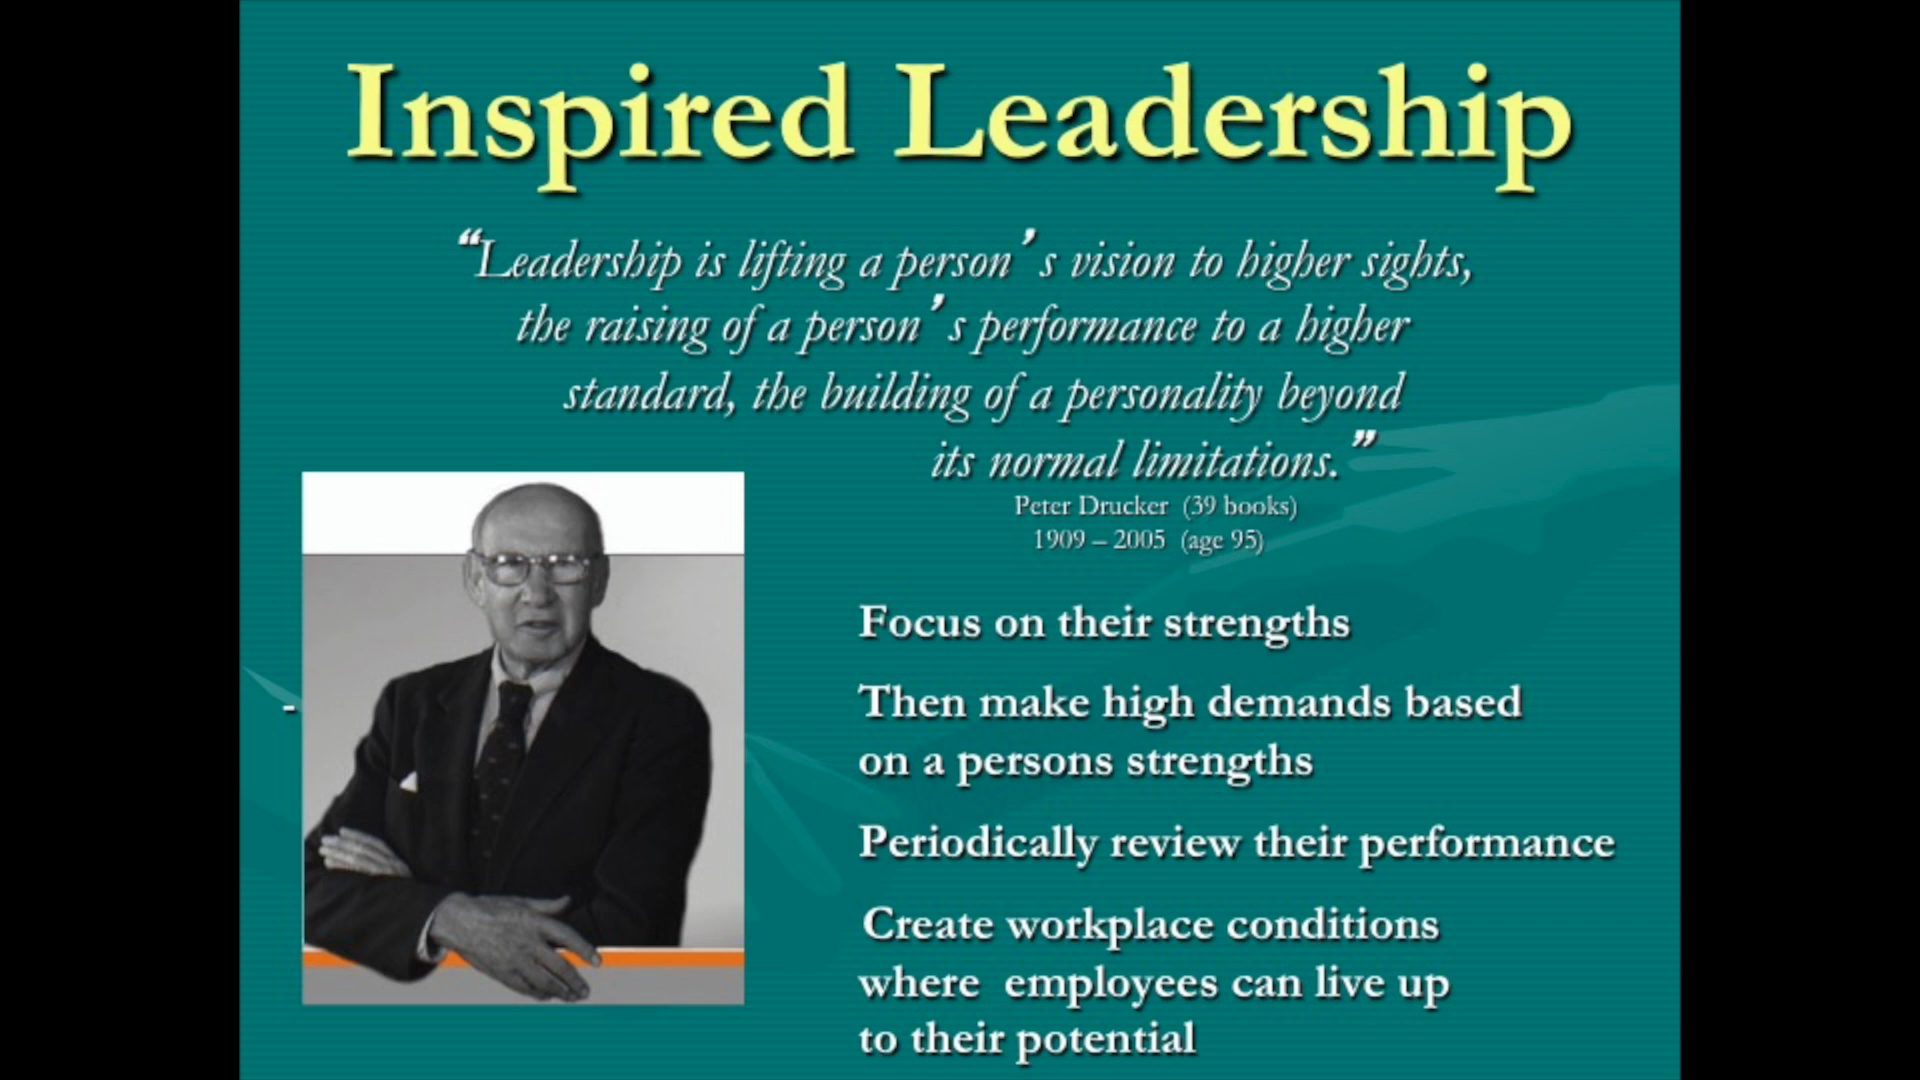 Inspired Leadership
“Leadership is lifting a person’s vision to higher sights,
the raising of a person’s performance to a higher
standard, the building of a personality beyond
its normal limitations.”
Peter Drucker (39 books)
1909 – 2005 (age 95)
Focus on their strengths
Then make high demands based
on a persons strengths
Periodically review their performance
Create workplace conditions
where employees can live up
to their potential
-